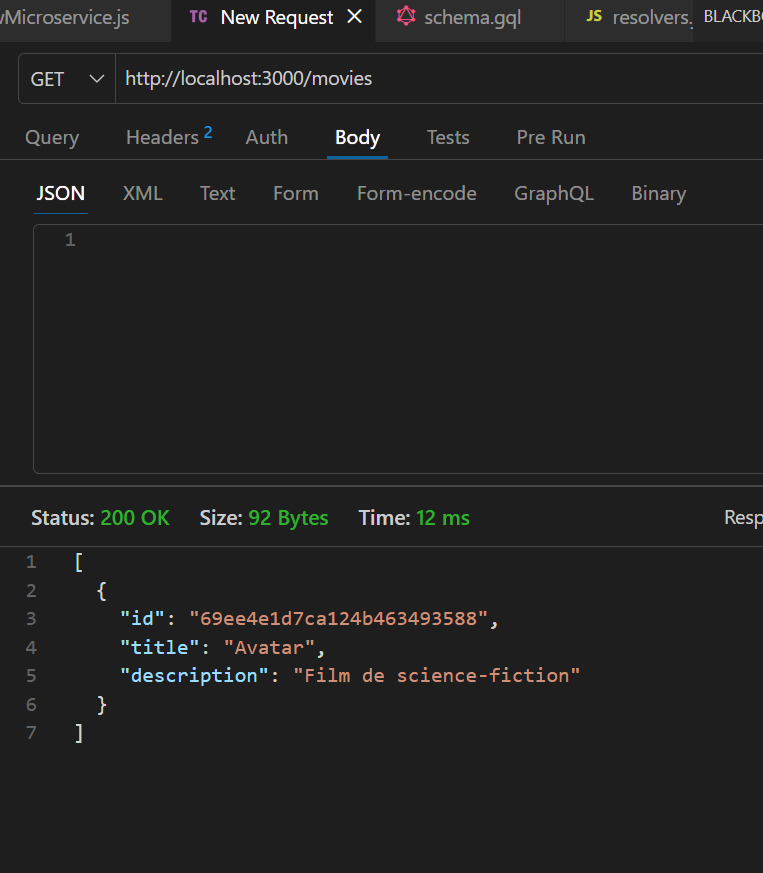 vMicroservice.js TC New Request schema.gql JS resolvers. BLACKBO
GET http://localhost:3000/movies
Query Headers 2 Auth Body Tests Pre Run
JSON XML Text Form Form-encode GraphQL Binary
1
Status: 200 OK Size: 92 Bytes Time: 12 ms Resp
1 [
2 {
3 "id": "69ee4e1d7ca124b463493588",
4 "title": "Avatar",
5 "description": "Film de science-fiction"
6 }
7 ]